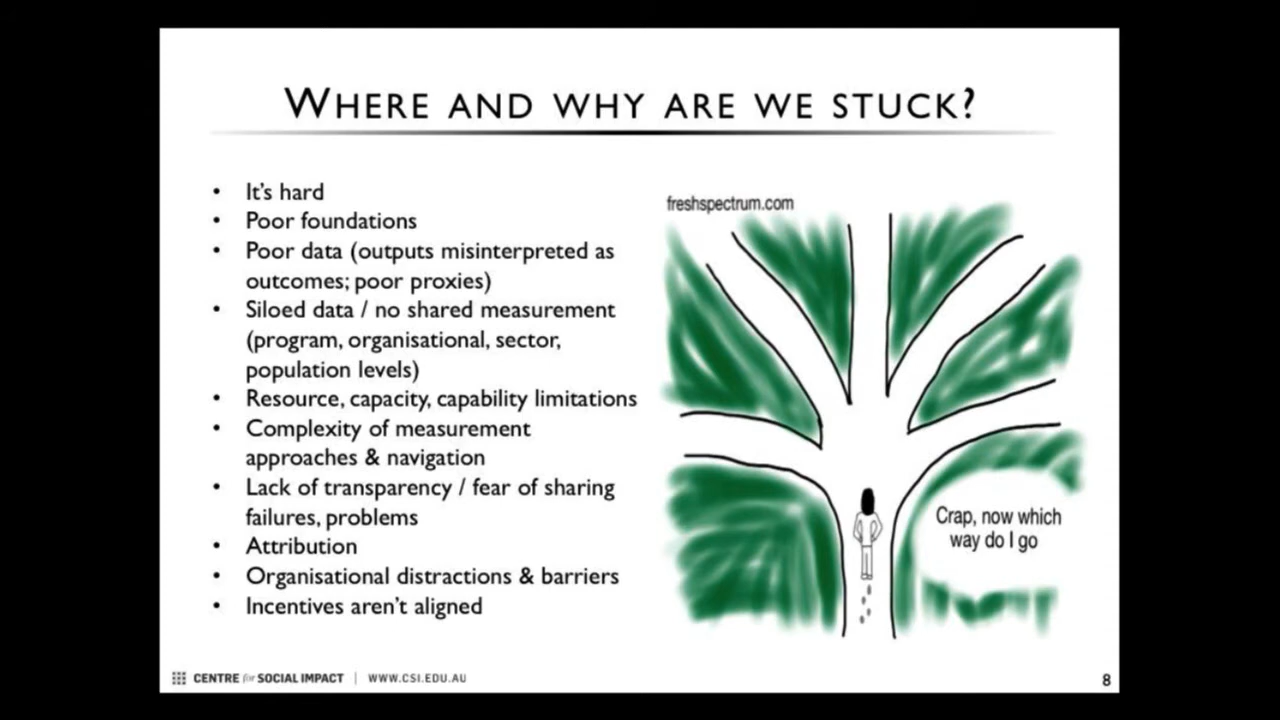 WHERE AND WHY ARE WE STUCK?
• It's hard
• Poor foundations
• Poor data (outputs misinterpreted as
outcomes; poor proxies)
• Siloed data / no shared measurement
(program, organisational, sector,
population levels)
• Resource, capacity, capability limitations
• Complexity of measurement
approaches & navigation
• Lack of transparency / fear of sharing
failures, problems
• Attribution
• Organisational distractions & barriers
• Incentives aren't aligned
freshspectrum.com
Crap, now which
way do I go
CENTRE for SOCIAL IMPACT | WWW.CSI.EDU.AU
8